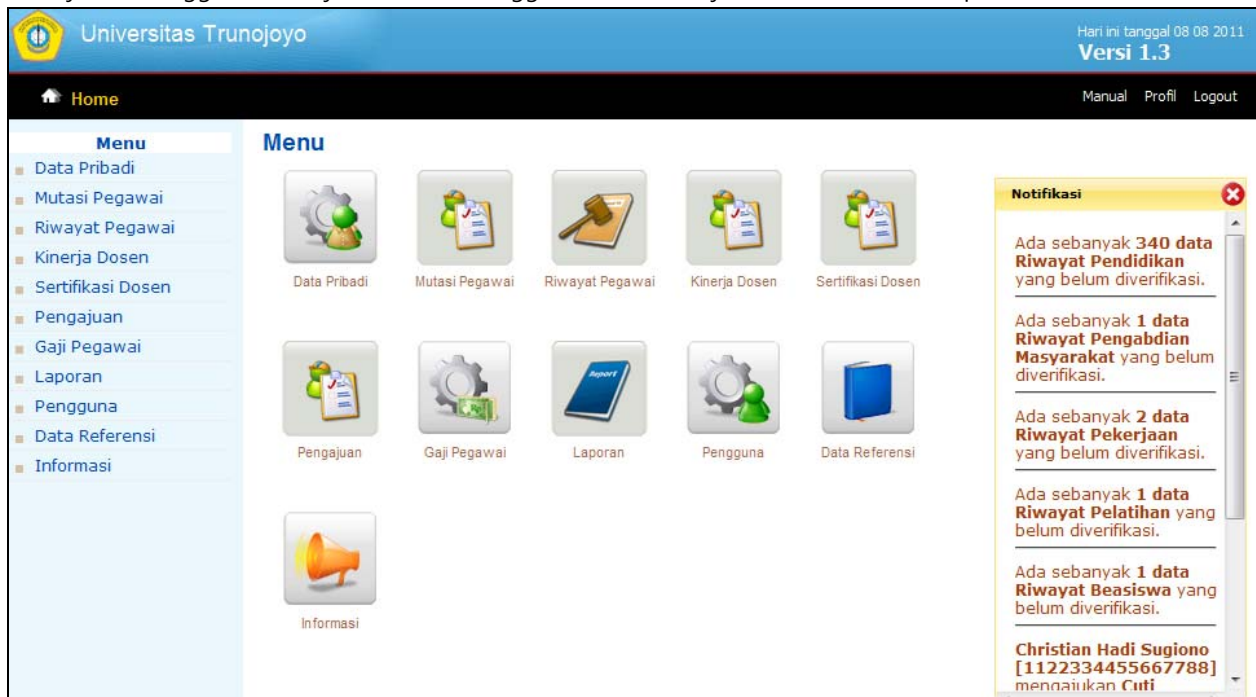 Universitas Trunojoyo
Hari ini tanggal 08 08 2011
Versi 1.3
Home
Manual Profil Logout
Menu
Data Pribadi
Mutasi Pegawai
Riwayat Pegawai
Kinerja Dosen
Sertifikasi Dosen
Pengajuan
Gaji Pegawai
Laporan
Pengguna
Data Referensi
Informasi
Menu
Data Pribadi Mutasi Pegawai Riwayat Pegawai Kinerja Dosen Sertifikasi Dosen
Report
Pengajuan Gaji Pegawai Laporan Pengguna Data Referensi
Informasi
Notifikasi
Ada sebanyak 340 data
Riwayat Pendidikan
yang belum diverifikasi.
Ada sebanyak 1 data
Riwayat Pengabdian
Masyarakat yang belum
diverifikasi.
Ada sebanyak 2 data
Riwayat Pekerjaan
yang belum diverifikasi.
Ada sebanyak 1 data
Riwayat Pelatihan yang
belum diverifikasi.
Ada sebanyak 1 data
Riwayat Beasiswa yang
belum diverifikasi.
Christian Hadi Sugiono
[1122334455667788]
mengajukan Cuti